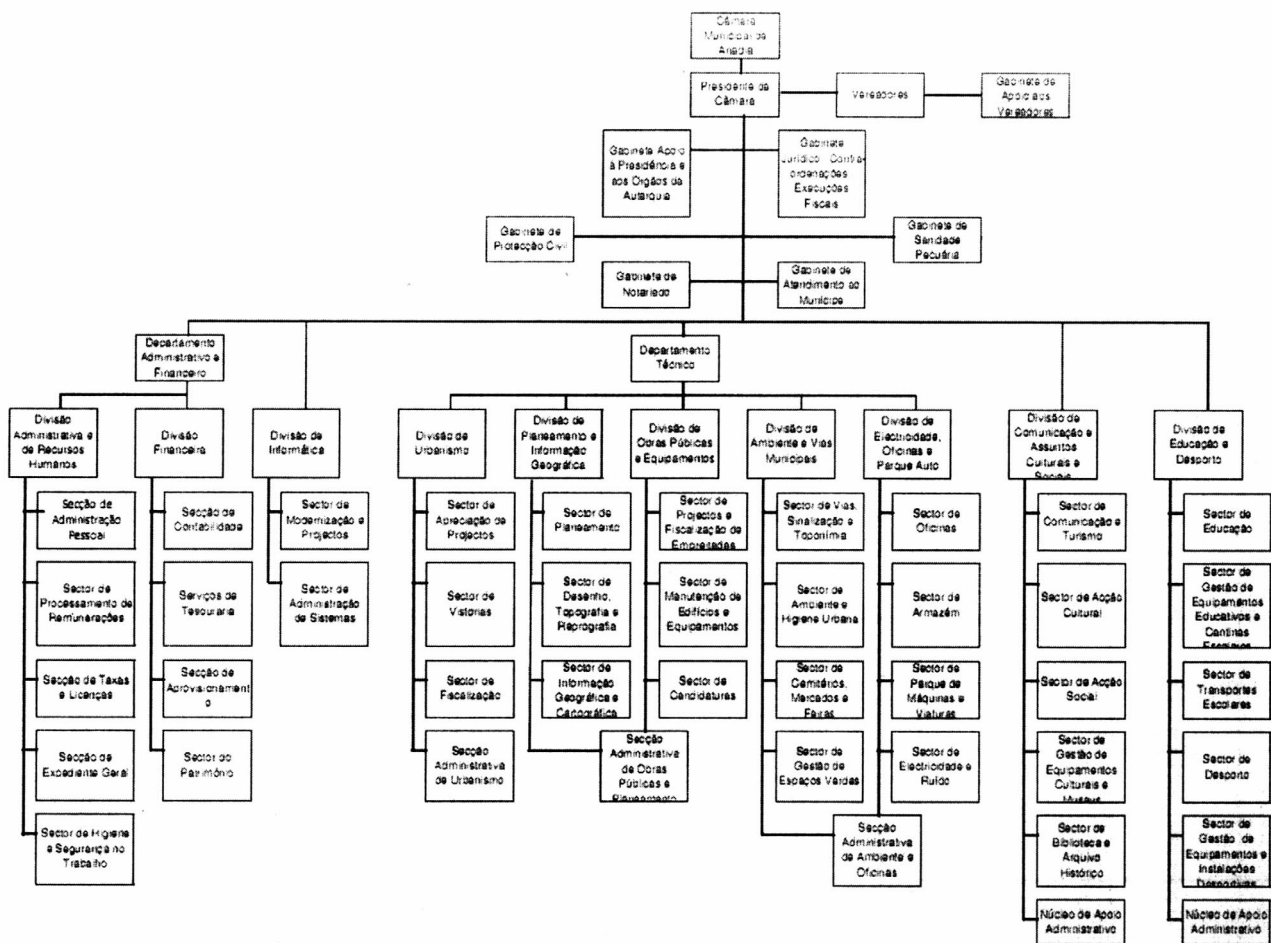 Câmara
Municipal de
Anadia
Presidente da
Câmara
Vereadores
Gabinete de
Apoio aos
Vereadores
Gabinete Apoio
à Presidência e
aos Órgãos da
Autarquia
Gabinete
Jurídico Contra-
ordenações
Execuções
Fiscais
Gabinete de
Protecção Civil
Gabinete de
Sanidade
Pecuária
Gabinete de
Notariado
Gabinete de
Atendimento ao
Munícipe
Departamento
Administrativo e
Financeiro
Departamento
Técnico
Divisão
Administrativa e
de Recursos
Humanos
Divisão
Financeira
Divisão de
Informática
Divisão de
Urbanismo
Divisão de
Planeamento e
Informação
Geográfica
Divisão de
Obras Públicas
e Equipamentos
Divisão de
Ambiente e Vias
Municipais
Divisão de
Electricidade,
Oficinas e
Parque Auto
Divisão de
Comunicação e
Assuntos
Culturais e
Sociais
Divisão de
Educação e
Desporto
Secção de
Administração
Pessoal
Sector de
Processamento de
Remunerações
Secção de Taxas
e Licenças
Secção de
Expediente Geral
Sector de Higiene
e Segurança no
Trabalho
Secção de
Contabilidade
Serviços de
Tesouraria
Secção de
Aprovisionament
o
Sector do
Património
Sector de
Modernização e
Projectos
Sector de
Administração
de Sistemas
Sector de
Apreciação de
Projectos
Sector de
Vistorias
Sector de
Fiscalização
Secção
Administrativa de
de Urbanismo
Sector de
Planeamento
Sector de
Desenho,
Topografia e
Reprografia
Sector de
Informação
Geográfica e
Cartográfica
Sector de
Projectos e
Fiscalização de
Empreitadas
Sector de
Manutenção de
Edifícios e
Equipamentos
Sector de
Candidaturas
Secção
Administrativa
de Obras
Públicas e
Planeamento
Sector de Vias,
Sinalização e
Toponímia
Sector de
Ambiente e
Higiene Urbana
Sector de
Cemitérios,
Mercados e
Feiras
Sector de
Gestão de
Espaços Verdes
Sector de
Oficinas
Sector de
Armazém
Sector de
Parque de
Máquinas e
Viaturas
Sector de
Electricidade e
Ruído
Secção
Administrativa
de Ambiente e
Oficinas
Sector de
Comunicação e
Turismo
Sector de Acção
Cultural
Sector de Acção
Social
Sector de
Gestão de
Equipamentos
Culturais e
Museus
Sector de
Biblioteca e
Arquivo
Histórico
Núcleo de Apoio
Administrativo
Sector de
Educação
Sector de
Gestão de
Equipamentos
Educativos e
Cantinas
Escolares
Sector de
Transportes
Escolares
Sector de
Desporto
Sector de
Gestão de
Equipamentos e
Instalações
Desportivas
Núcleo de Apoio
Administrativo